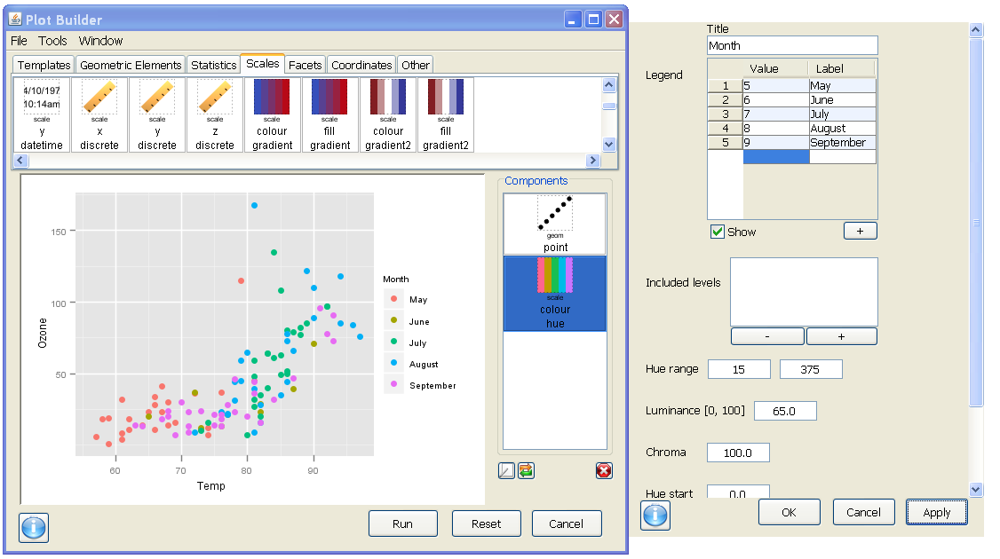 Plot Builder
File Tools Window
Templates Geometric Elements Statistics Scales Facets Coordinates Other
4/10/197
10:14am
scale scale scale scale scale scale scale scale
y x y z colour fill colour fill
datetime discrete discrete discrete gradient gradient gradient2 gradient2
150
100
50
60 70 80 90
Ozone
Temp
Month
May
June
July
August
September
Components
geom
point
scale
colour
hue
Run Reset Cancel
Title
Month
Legend
Value Label
1 5 May
2 6 June
3 7 July
4 8 August
5 9 September
Show +
Included levels
- +
Hue range 15 375
Luminance [0, 100] 65.0
Chroma 100.0
Hue start 0.0
OK Cancel Apply